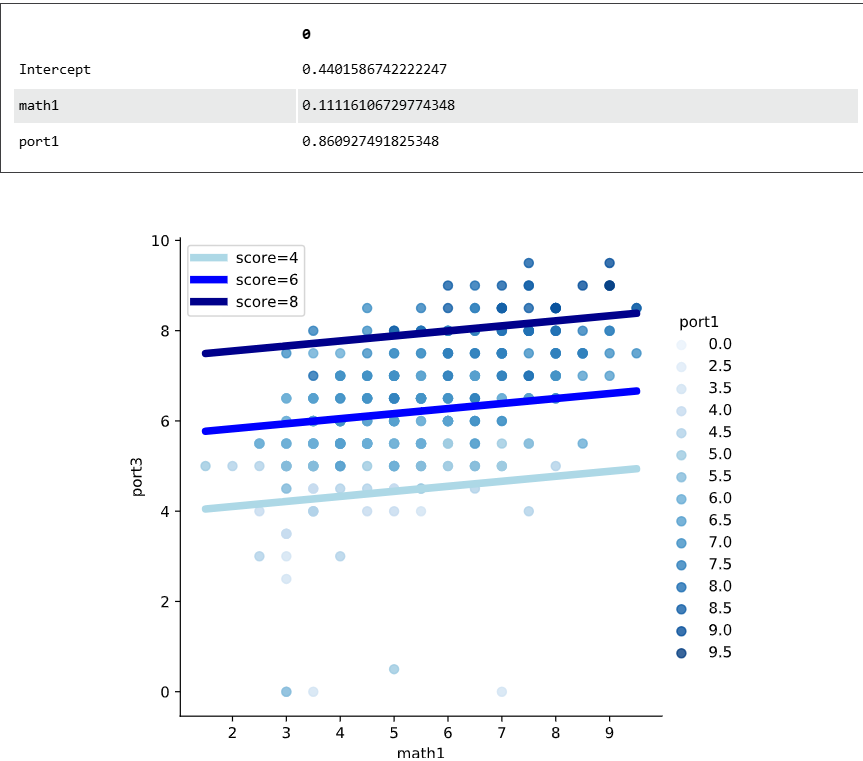 0
Intercept 0.4401586742222247
math1 0.11116106729774348
port1 0.860927491825348
10
8
6
4
2
0
port3
score=4
score=6
score=8
2 3 4 5 6 7 8 9
math1
port1
0.0
2.5
3.5
4.0
4.5
5.0
5.5
6.0
6.5
7.0
7.5
8.0
8.5
9.0
9.5